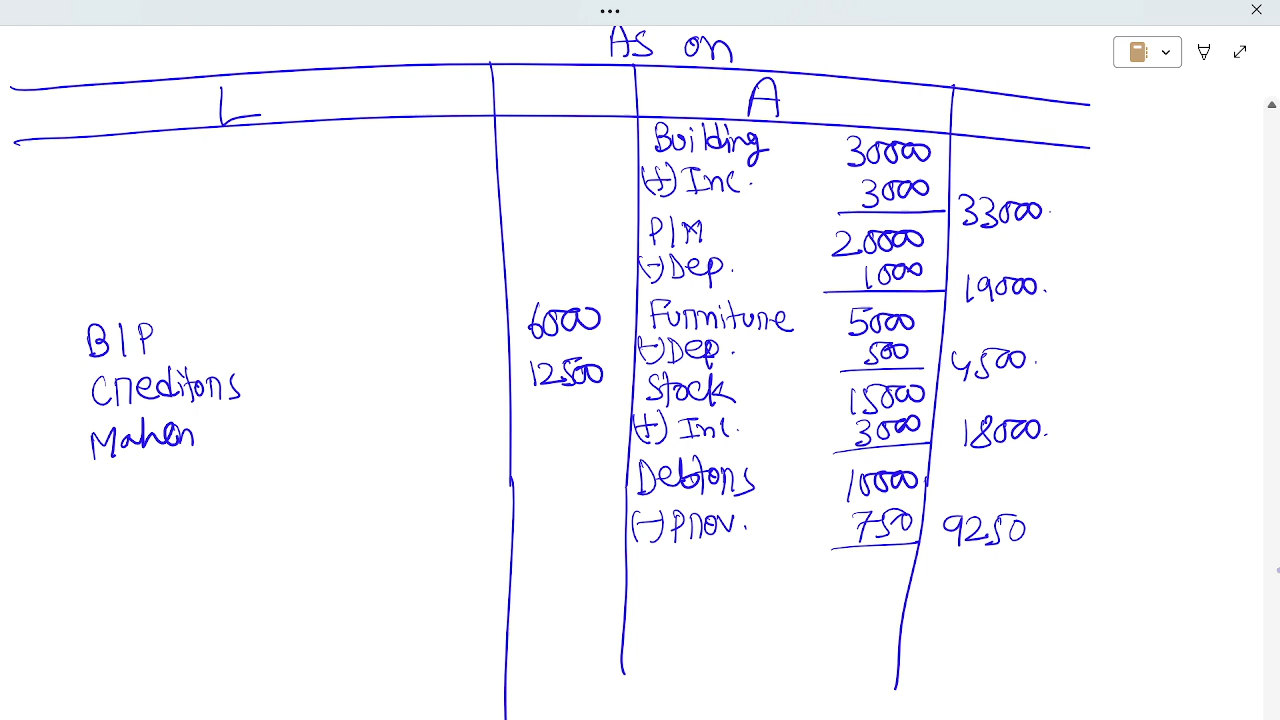 As on
L A
Building 30000
(+) Inc. 3000 33000.
P/M 20000
(-) Dep. 1000 19000.
6000 Furniture 5000
B/P (-) Dep. 500 4500.
Creditors 12500 Stock 15000
Mahen (+) Inc. 3000 18000.
Debtors 10000
(-) Prov. 750 9250